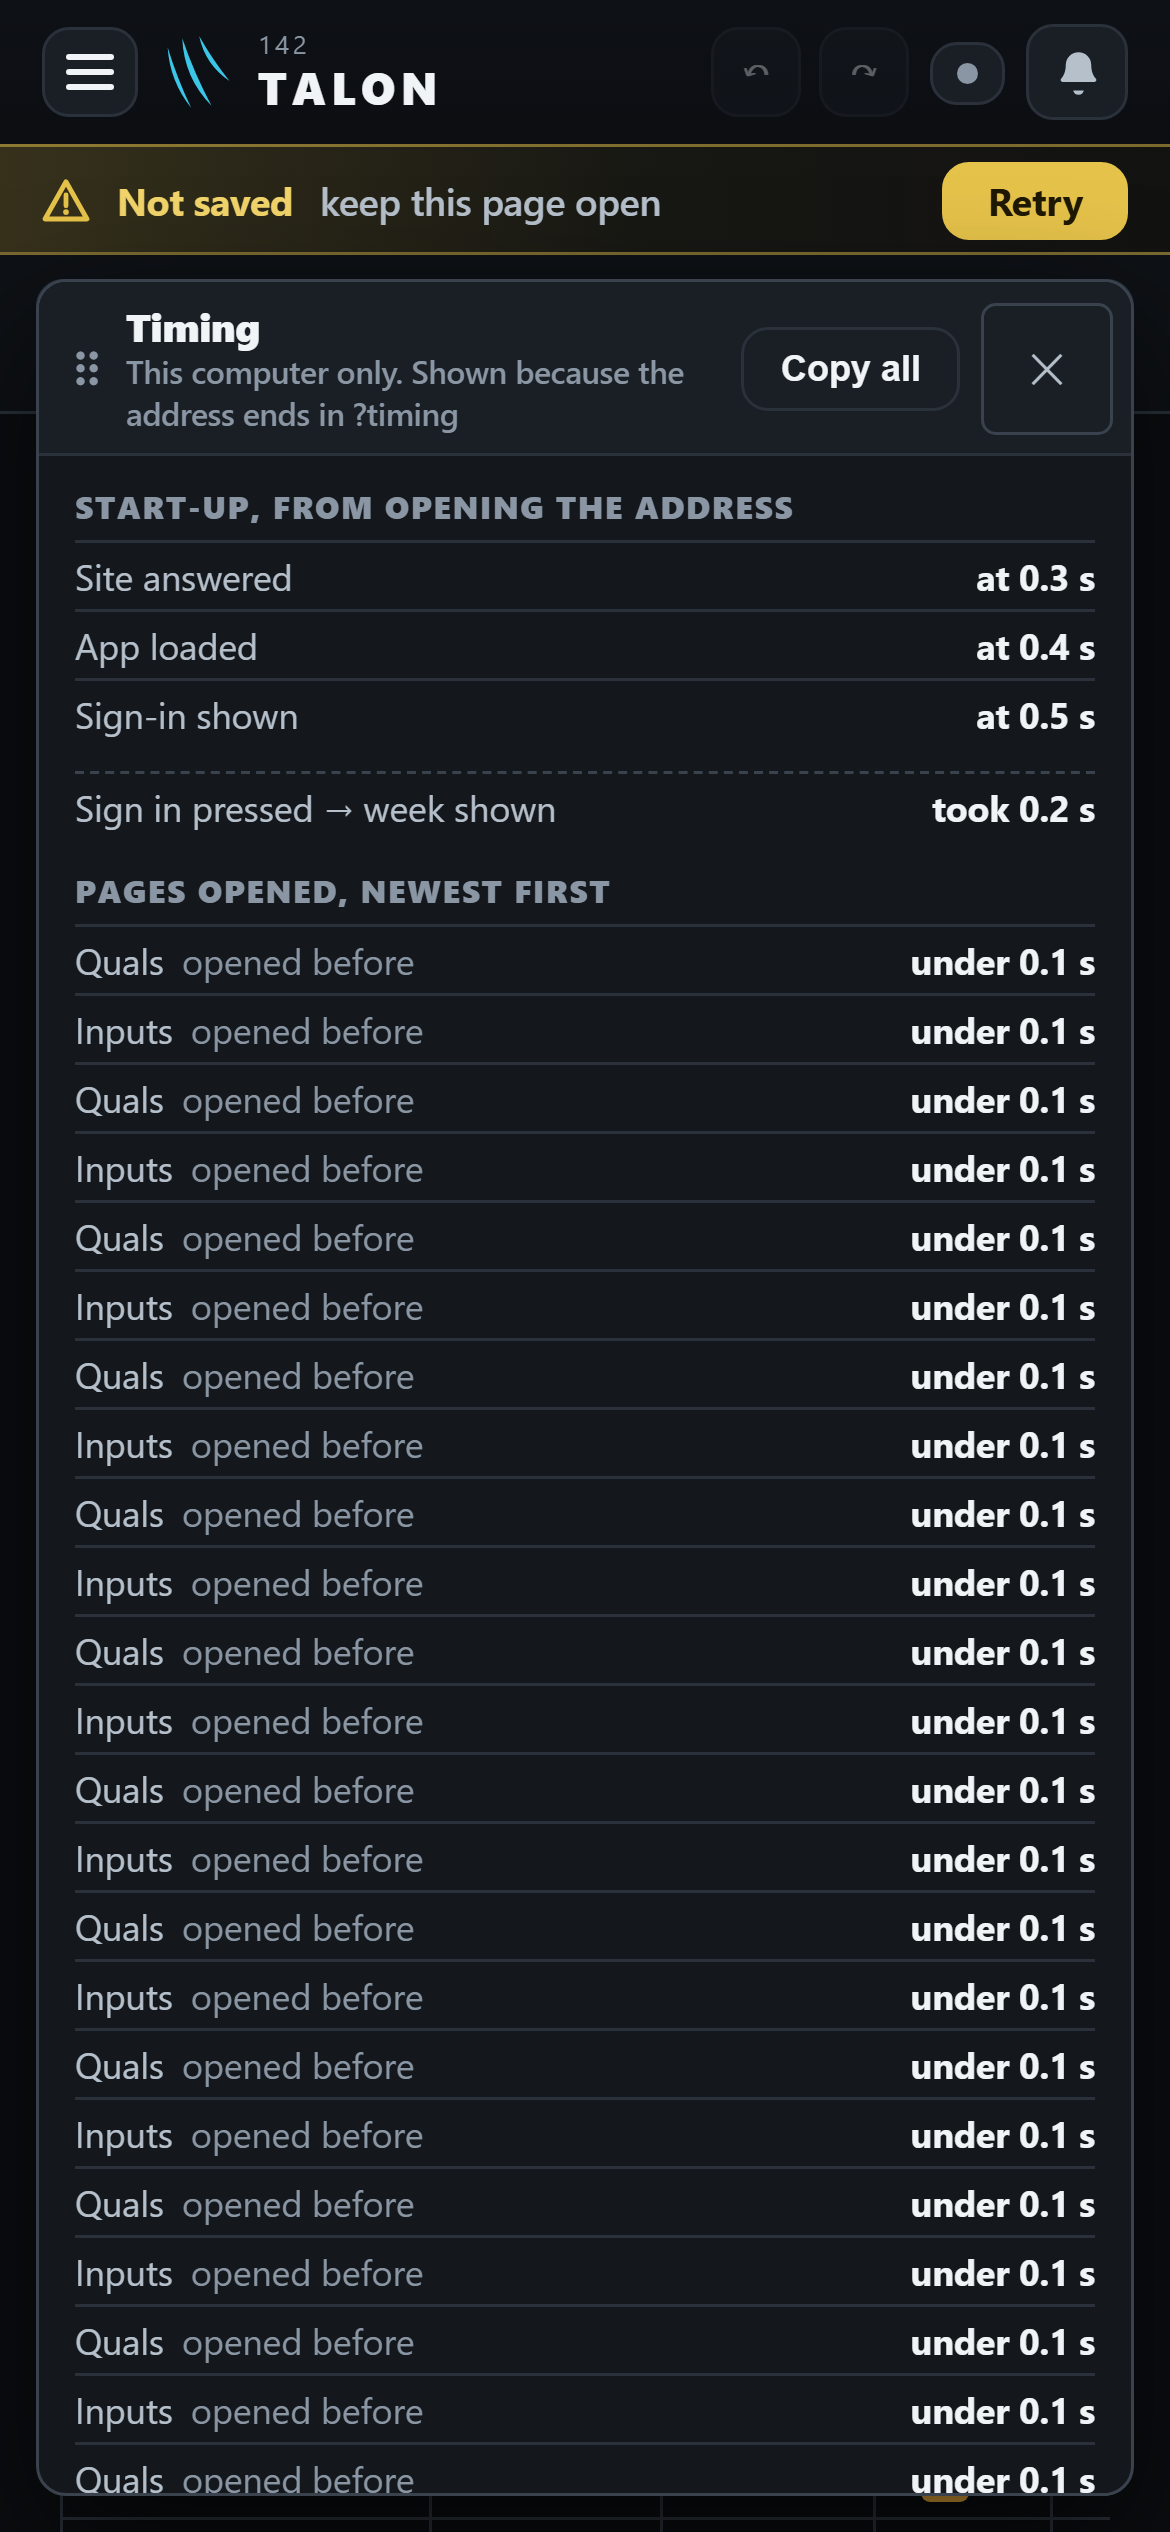 142
TALON
Not saved keep this page open
Retry
Timing
This computer only. Shown because the
address ends in ?timing
Copy all
START-UP, FROM OPENING THE ADDRESS
Site answered at 0.3 s
App loaded at 0.4 s
Sign-in shown at 0.5 s
Sign in pressed → week shown took 0.2 s
PAGES OPENED, NEWEST FIRST
Quals opened before under 0.1 s
Inputs opened before under 0.1 s
Quals opened before under 0.1 s
Inputs opened before under 0.1 s
Quals opened before under 0.1 s
Inputs opened before under 0.1 s
Quals opened before under 0.1 s
Inputs opened before under 0.1 s
Quals opened before under 0.1 s
Inputs opened before under 0.1 s
Quals opened before under 0.1 s
Inputs opened before under 0.1 s
Quals opened before under 0.1 s
Inputs opened before under 0.1 s
Quals opened before under 0.1 s
Inputs opened before under 0.1 s
Quals opened before under 0.1 s
Inputs opened before under 0.1 s
Quals opened before under 0.1 s
Inputs opened before under 0.1 s
Quals opened before under 0.1 s
Inputs opened before under 0.1 s
Quals opened before under 0.1 s